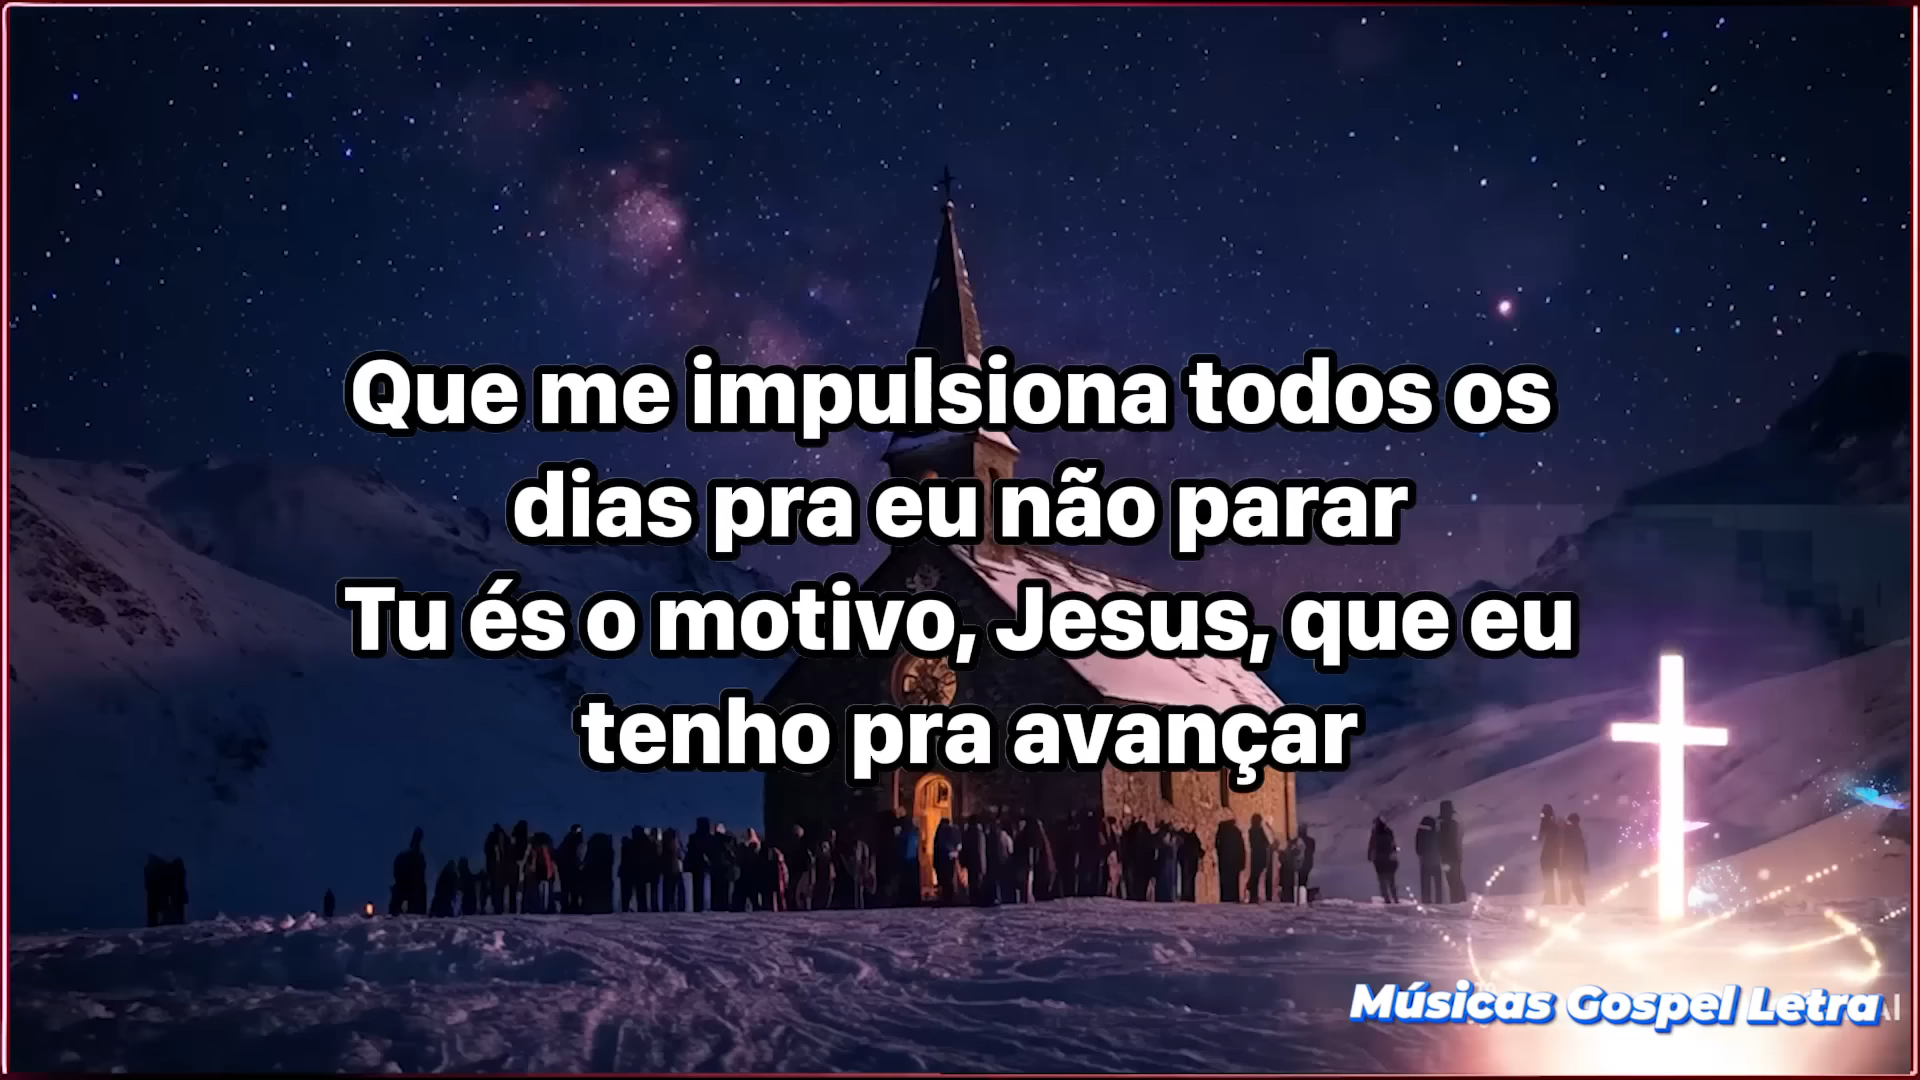 Que me impulsiona todos os
dias pra eu não parar
Tu és o motivo, Jesus, que eu
tenho pra avançar
Músicas Gospel Letra
AI